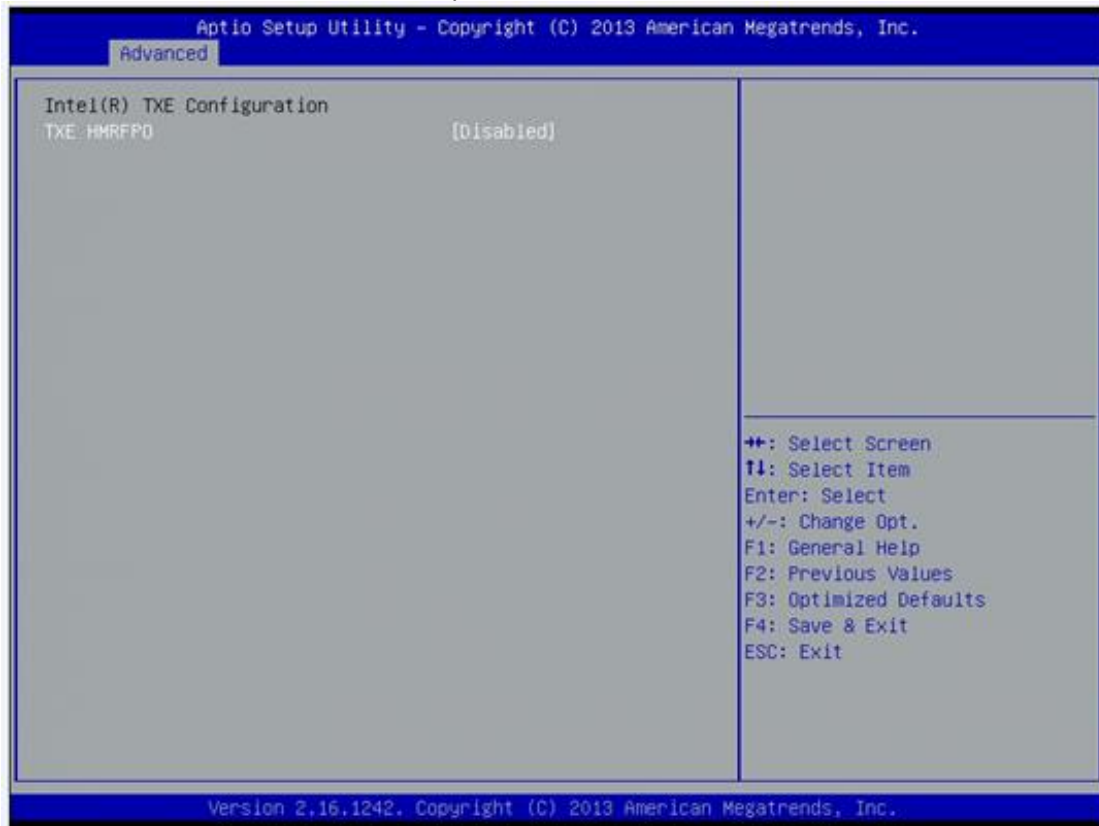 Aptio Setup Utility – Copyright (C) 2013 American Megatrends, Inc.
Advanced
Intel(R) TXE Configuration
TXE HMRFPO [Disabled]
→←: Select Screen
↑↓: Select Item
Enter: Select
+/-: Change Opt.
F1: General Help
F2: Previous Values
F3: Optimized Defaults
F4: Save & Exit
ESC: Exit
Version 2.16.1242. Copyright (C) 2013 American Megatrends, Inc.